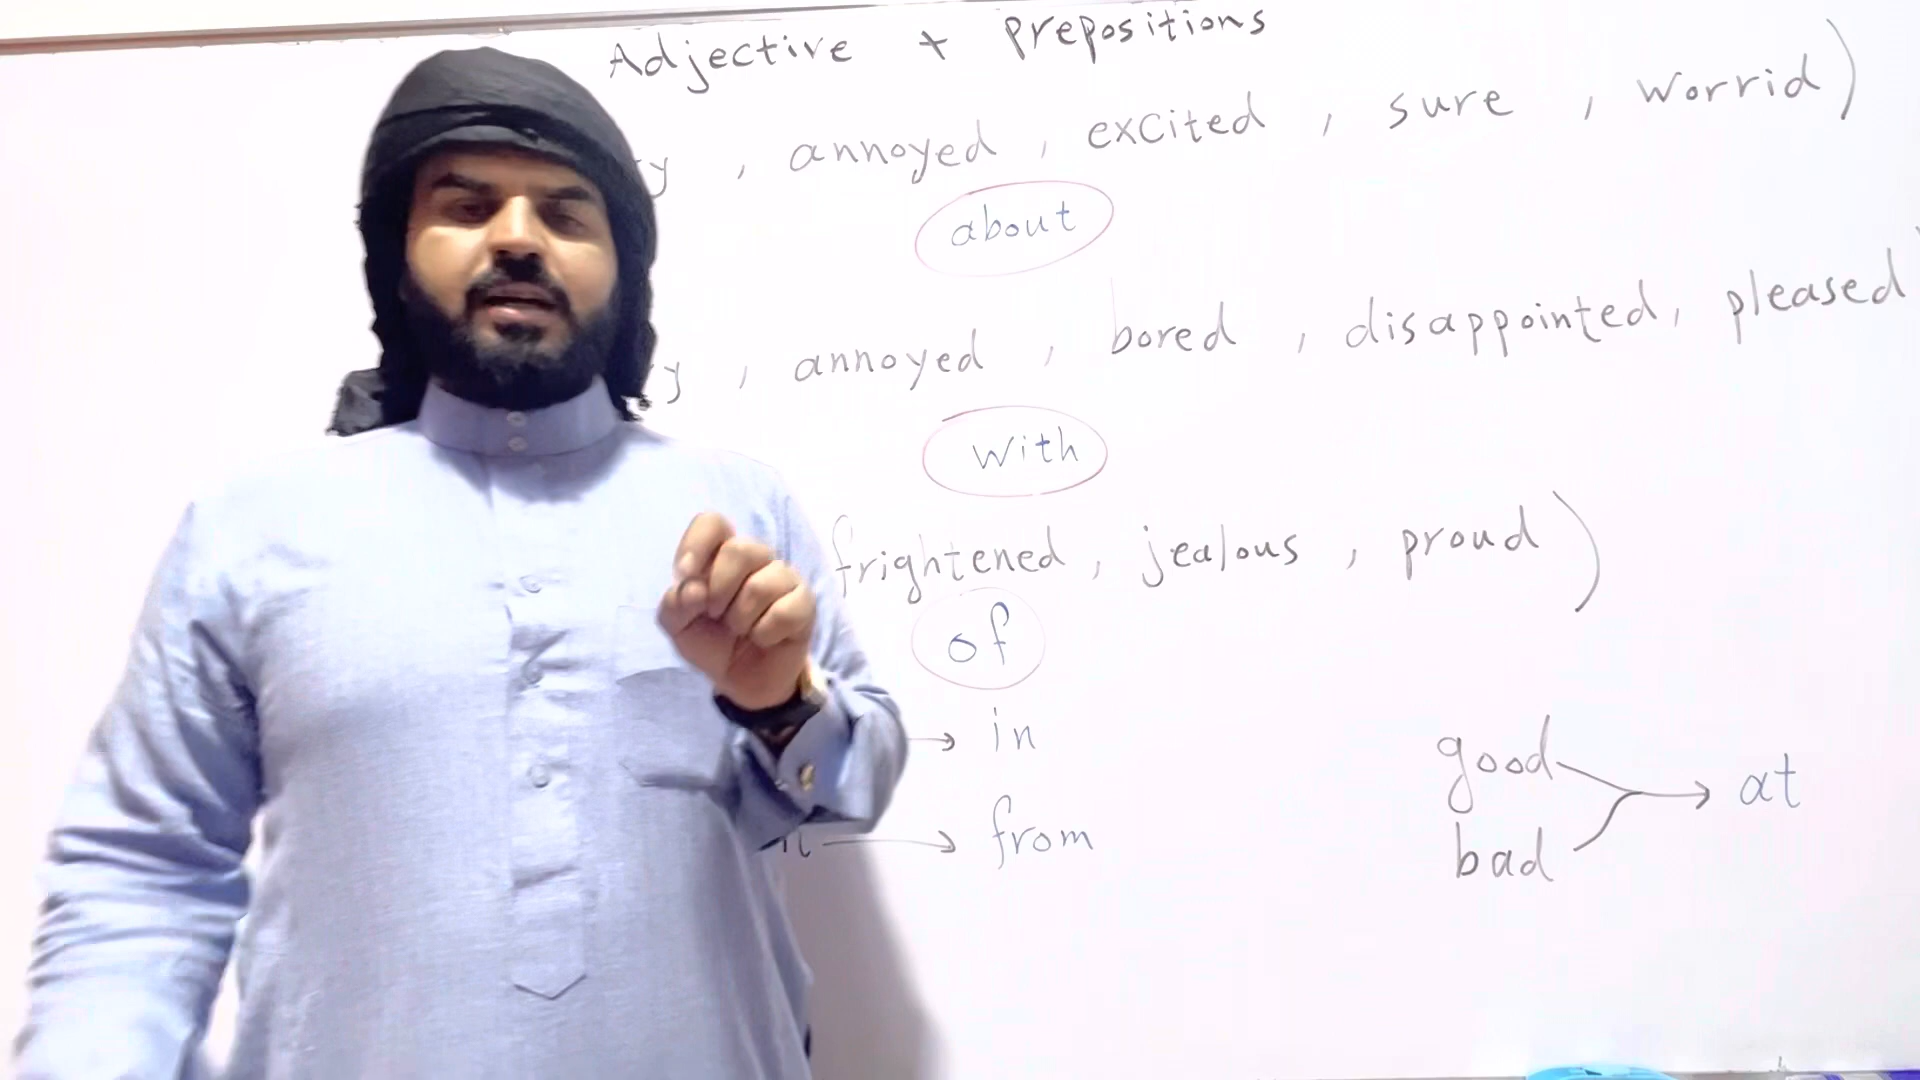 Adjective + prepositions
, annoyed , excited , sure , worrid)
about
, annoyed , bored , disappointed, pleased
with
frightened, jealous , proud)
of
→ in
good
→ at
→ from
bad